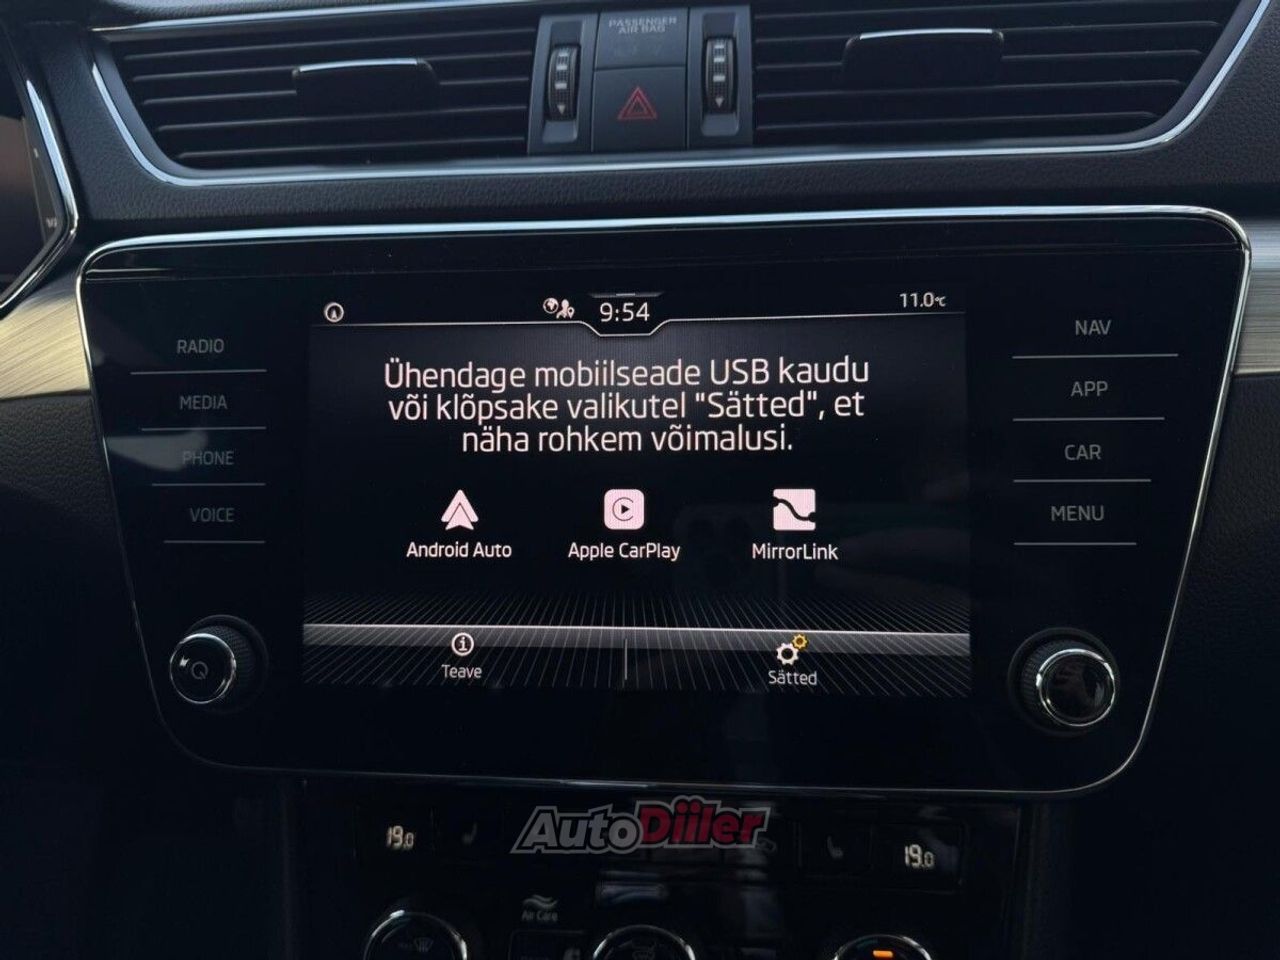 PASSENGER
AIR BAG
9:54
11.0°C
RADIO
MEDIA
PHONE
VOICE
Ühendage mobiilseade USB kaudu
või klõpsake valikutel "Sätted", et
näha rohkem võimalusi.
Android Auto
Apple CarPlay
MirrorLink
Teave
Sätted
NAV
APP
CAR
MENU
19.0
AutoDiiler
19.0
Air Care
MAX